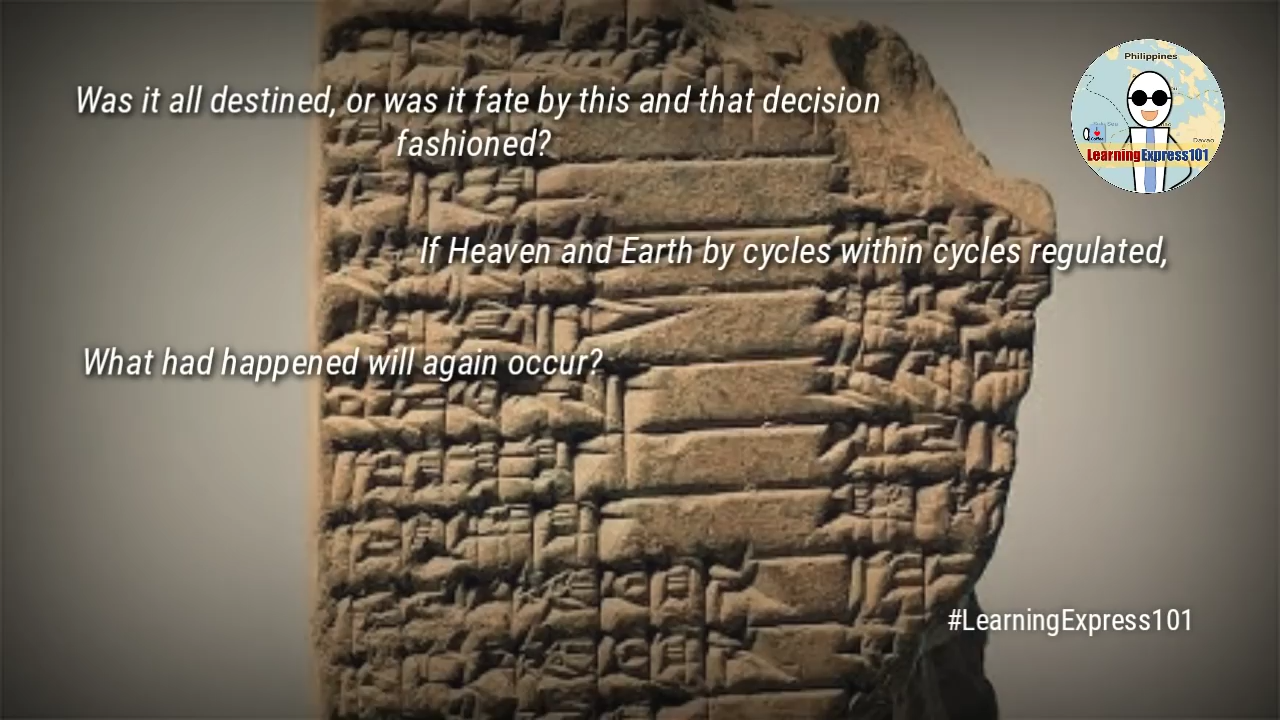 Philippines
Davao
LearningExpress101
Was it all destined, or was it fate by this and that decision
fashioned?
If Heaven and Earth by cycles within cycles regulated,
What had happened will again occur?
#LearningExpress101